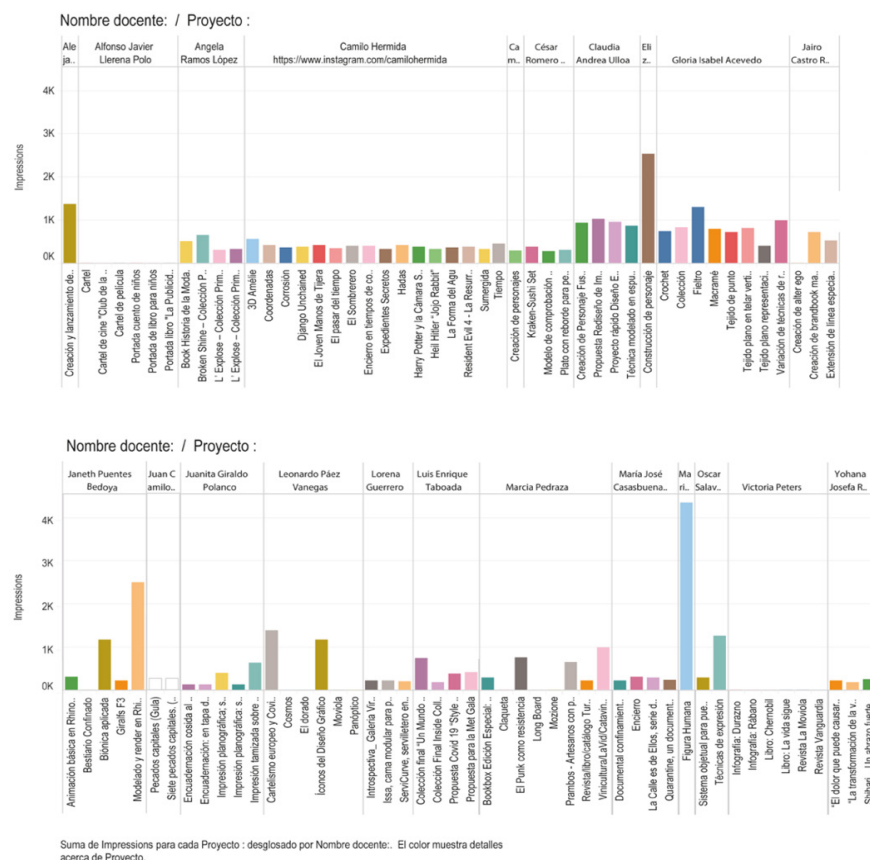 Nombre docente: / Proyecto :
Ale
ja..
Alfonso Javier
Llerena Polo
Angela
Ramos López
Camilo Hermida
https://www.instagram.com/camilohermida
Ca
m..
César
Romero ..
Claudia
Andrea Ulloa
Eli
z..
Gloria Isabel Acevedo
Jairo
Castro R..
Impressions
4K
3K
2K
1K
0K
Creación y lanzamiento de..
Cartel
Cartel de cine "Club de la ..
Cartel de película
Portada cuento de niños
Portada de libro para niños
Portada libro "La Publicid..
Book Historia de la Moda.
Broken Shine – Colección P..
L' Explose – Colección Prim..
L' Explose – Colección Prim..
3D Amélie
Coordenadas
Corrosión
Django Unchained
El Joven Manos de Tijera
El pasar del tiempo
El Sombrerero
Encierro en tiempos de co..
Expedientes Secretos
Hadas
Harry Potter y la Cámara S..
Heil Hitler "Jojo Rabbit"
La Forma del Agu
Resident Evil 4 - La Resurr..
Sumergida
Tiempo
Creación de personajes
Kraken-Sushi Set
Modelo de comprobación ..
Plato con reborde para pe..
Creación de Personaje Fus..
Propuesta Rediseño de Im..
Proyecto rápido Diseño E..
Técnica modelado en espu..
Construcción de personaje
Crochet
Colección
Fieltro
Macramé
Tejido de punto
Tejido plano en telar verti..
Tejido plano representaci..
Variación de técnicas de r..
Creación de alter ego
Creación de brandbook ma..
Extensión de línea especia..
Nombre docente: / Proyecto :
Janeth Puentes
Bedoya
Juan C
amilo..
Juanita Giraldo
Polanco
Leonardo Páez
Vanegas
Lorena
Guerrero
Luis Enrique
Taboada
Marcia Pedraza
María José
Casasbuena..
Ma
ri..
Oscar
Salav..
Victoria Peters
Yohana
Josefa R..
Impressions
4K
3K
2K
1K
0K
Animación básica en Rhino..
Bestiario Confinado
Biónica aplicada
Giralfs F3
Modelado y render en Rhi..
Pecados capitales (Gula)
Siete pecados capitales. (..
Encuadernación cosida al ..
Encuadernación: en tapa d..
Impresión planográfica: s..
Impresión planográfica: s..
Impresión tamizada sobre ..
Cartelismo europeo y Covi..
Cosmos
El dorado
Íconos del Diseño Gráfico
Moviola
Panóptico
Introspectiva_ Galería Vir..
Issa, cama modular para p..
ServiCurve, servilletero en..
Colección final "Un Mundo ..
Colección Final Inside Coll..
Propuesta Covid 19 "Style ..
Propuesta para la Met Gala
Bookbox Edición Especial: ..
Claqueta
El Punk como resistencia
Long Board
Mozione
Prambos - Artesanos con p..
Revista/libro/catálogo Tur..
Vinicultura/LaVid/Catavin..
Documental confinamient..
Encierro
La Calle es de Ellos, serie d..
Quarantine, un document..
Figura Humana
Sistema objetual para pue..
Técnicas de expresión
Infografía: Durazno
Infografía: Rábano
Libro: Chernobil
Libro: La vida sigue
Revista La Moviola
Revista Vanguardia
"El dolor que puede causar..
"La transformación de la v..
Suma de Impressions para cada Proyecto : desglosado por Nombre docente:. El color muestra detalles
acerca de Proyecto.